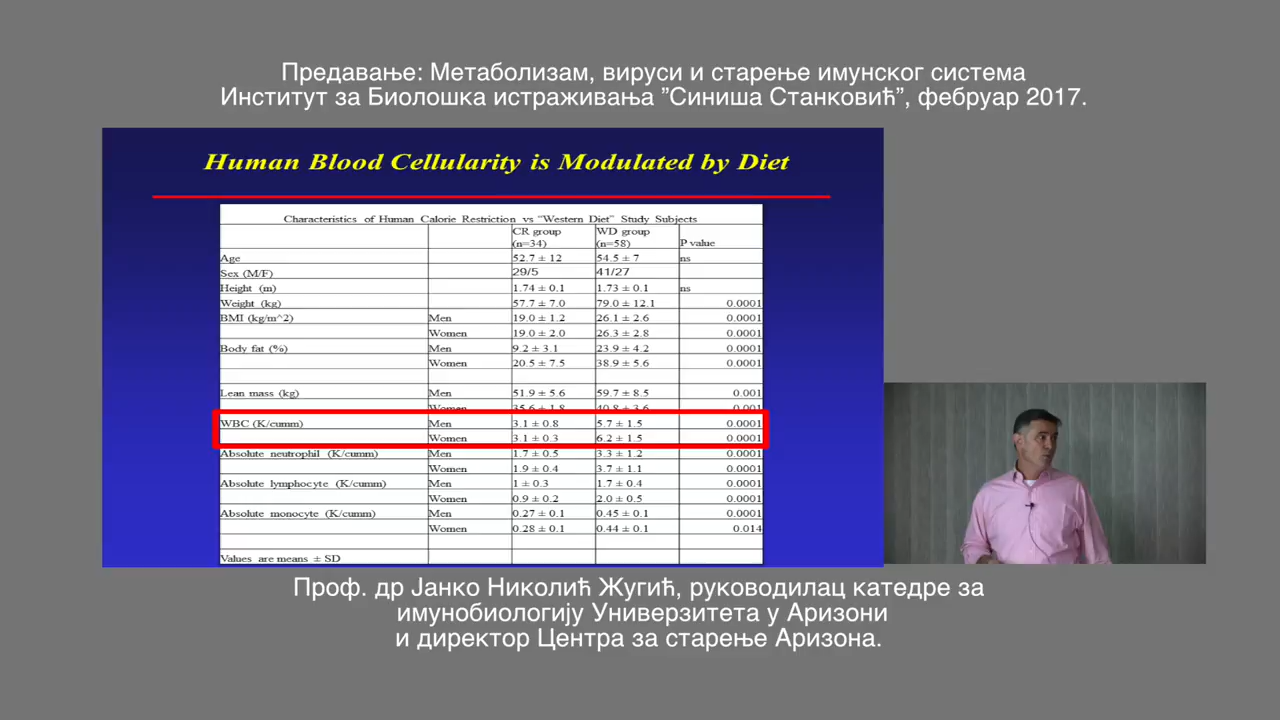 Предавање: Метаболизам, вируси и старење имунског система
Институт за Биолошка истраживања ”Синиша Станковић”, фебруар 2017.
Human Blood Cellularity is Modulated by Diet
Characteristics of Human Calorie Restriction vs "Western Diet" Study Subjects
CR group (n=34) WD group (n=58) P value
Age 52.7 ± 12 54.5 ± 7 ns
Sex (M/F) 29/5 41/27
Height (m) 1.74 ± 0.1 1.73 ± 0.1 ns
Weight (kg) 57.7 ± 7.0 79.0 ± 12.1 0.0001
BMI (kg/m^2) Men 19.0 ± 1.2 26.1 ± 2.6 0.0001
Women 19.0 ± 2.0 26.3 ± 2.8 0.0001
Body fat (%) Men 9.2 ± 3.1 23.9 ± 4.2 0.0001
Women 20.5 ± 7.5 38.9 ± 5.6 0.0001
Lean mass (kg) Men 51.9 ± 5.6 59.7 ± 8.5 0.001
Women 35.6 ± 1.8 40.8 ± 3.6 0.001
WBC (K/cumm) Men 3.1 ± 0.8 5.7 ± 1.5 0.0001
Women 3.1 ± 0.3 6.2 ± 1.5 0.0001
Absolute neutrophil (K/cumm) Men 1.7 ± 0.5 3.3 ± 1.2 0.0001
Women 1.9 ± 0.4 3.7 ± 1.1 0.0001
Absolute lymphocyte (K/cumm) Men 1 ± 0.3 1.7 ± 0.4 0.0001
Women 0.9 ± 0.2 2.0 ± 0.5 0.0001
Absolute monocyte (K/cumm) Men 0.27 ± 0.1 0.45 ± 0.1 0.0001
Women 0.28 ± 0.1 0.44 ± 0.1 0.014
Values are means ± SD
Проф. др Јанко Николић Жугић, руководилац катедре за
имунобиологију Универзитета у Аризони
и директор Центра за старење Аризона.